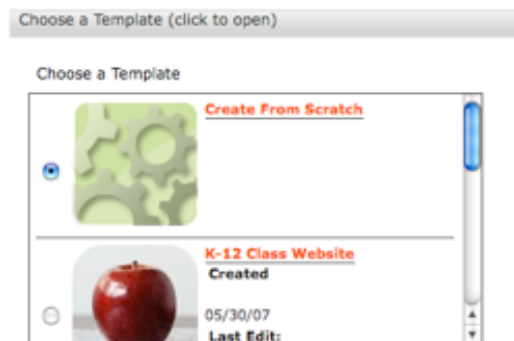 Choose a Template (click to open)
Choose a Template
Create From Scratch
K-12 Class Website
Created
05/30/07
Last Edit: